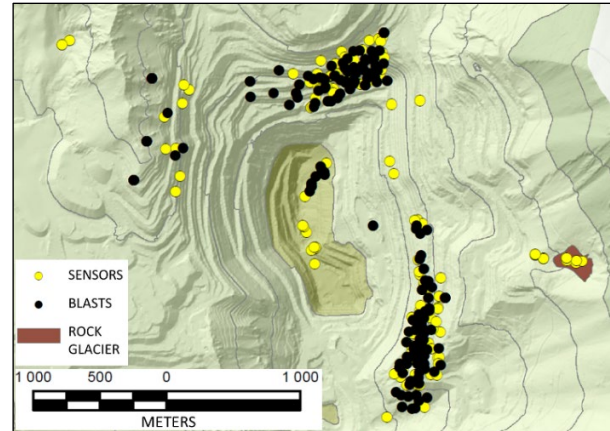 SENSORS
BLASTS
ROCK
GLACIER
1 000 500 0 1 000
METERS